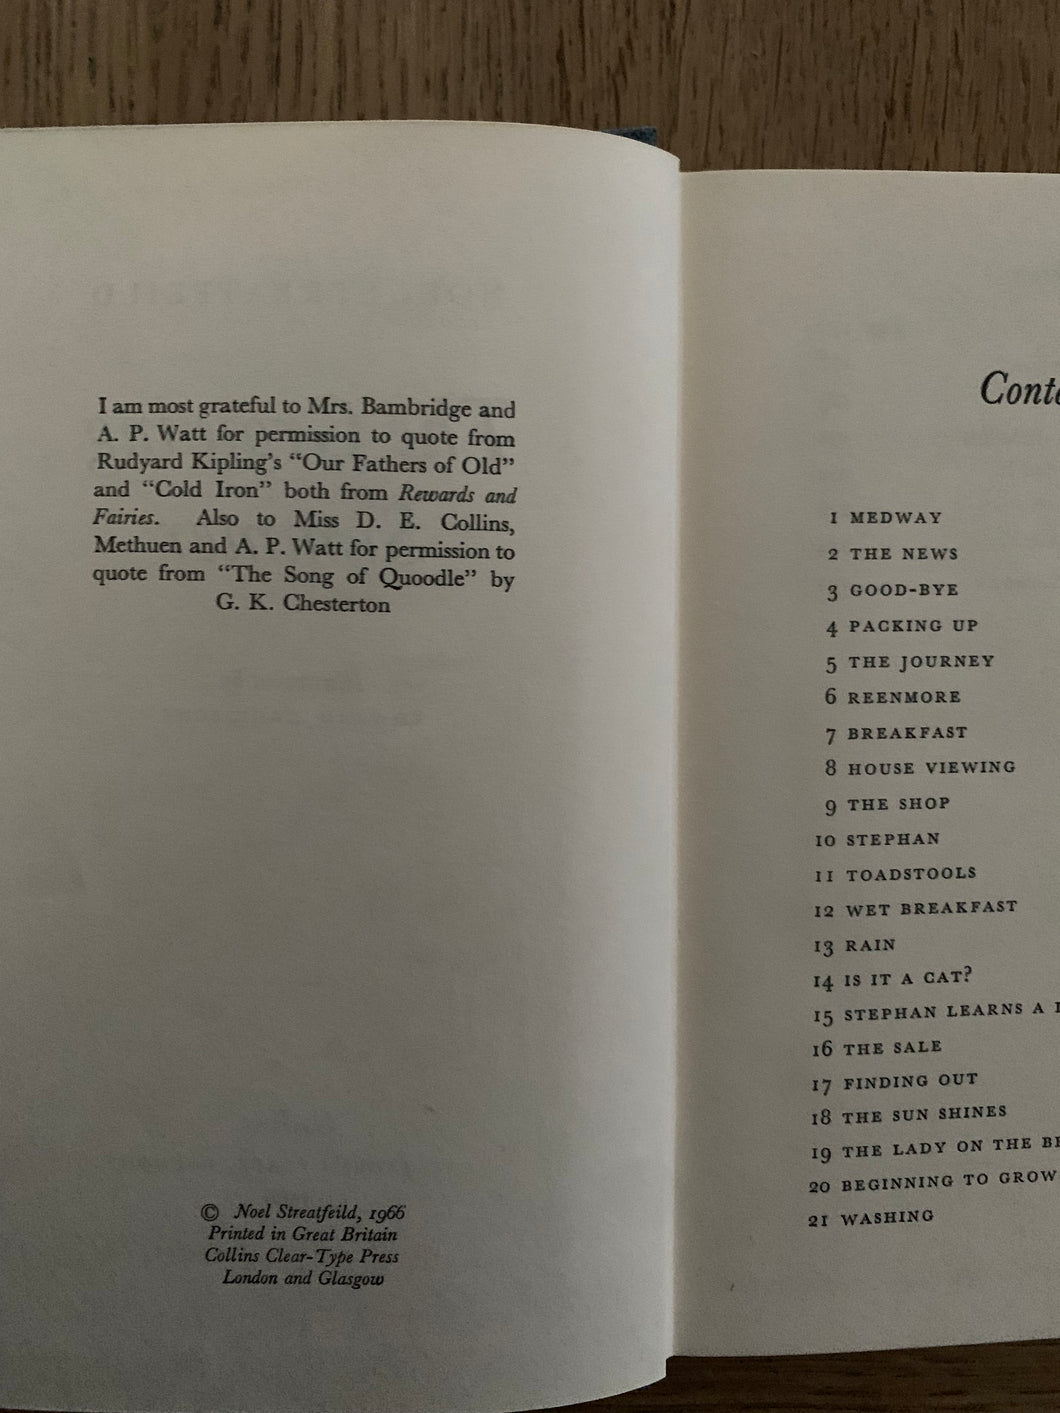 I am most grateful to Mrs. Bambridge and
A. P. Watt for permission to quote from
Rudyard Kipling's “Our Fathers of Old”
and “Cold Iron” both from Rewards and
Fairies. Also to Miss D. E. Collins,
Methuen and A. P. Watt for permission to
quote from “The Song of Quoodle” by
G. K. Chesterton
© Noel Streatfeild, 1966
Printed in Great Britain
Collins Clear-Type Press
London and Glasgow
Conte
1 MEDWAY
2 THE NEWS
3 GOOD-BYE
4 PACKING UP
5 THE JOURNEY
6 REENMORE
7 BREAKFAST
8 HOUSE VIEWING
9 THE SHOP
10 STEPHAN
11 TOADSTOOLS
12 WET BREAKFAST
13 RAIN
14 IS IT A CAT?
15 STEPHAN LEARNS A
16 THE SALE
17 FINDING OUT
18 THE SUN SHINES
19 THE LADY ON THE
20 BEGINNING TO GROW
21 WASHING